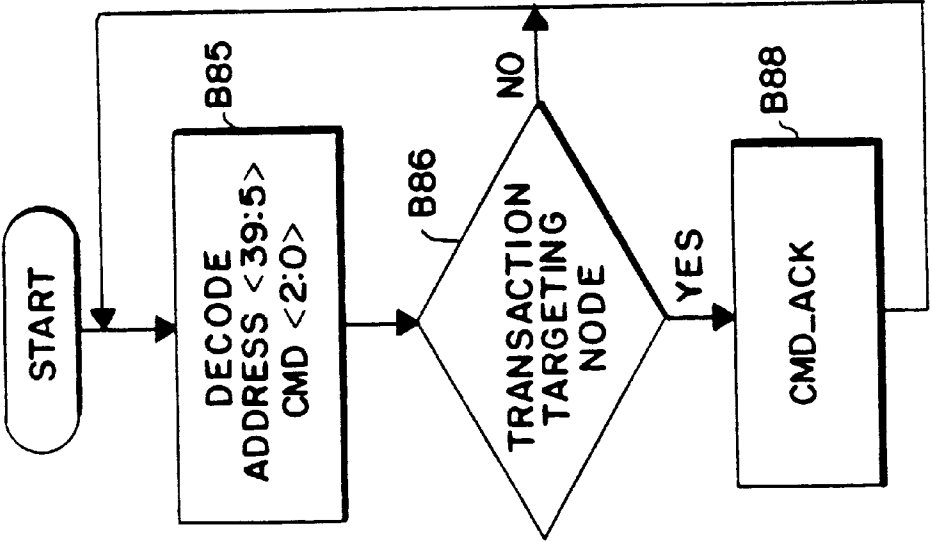 START
B85
DECODE
ADDRESS <39:5>
CMD <2:0>
B86
TRANSACTION
TARGETING
NODE
NO
YES
B88
CMD_ACK